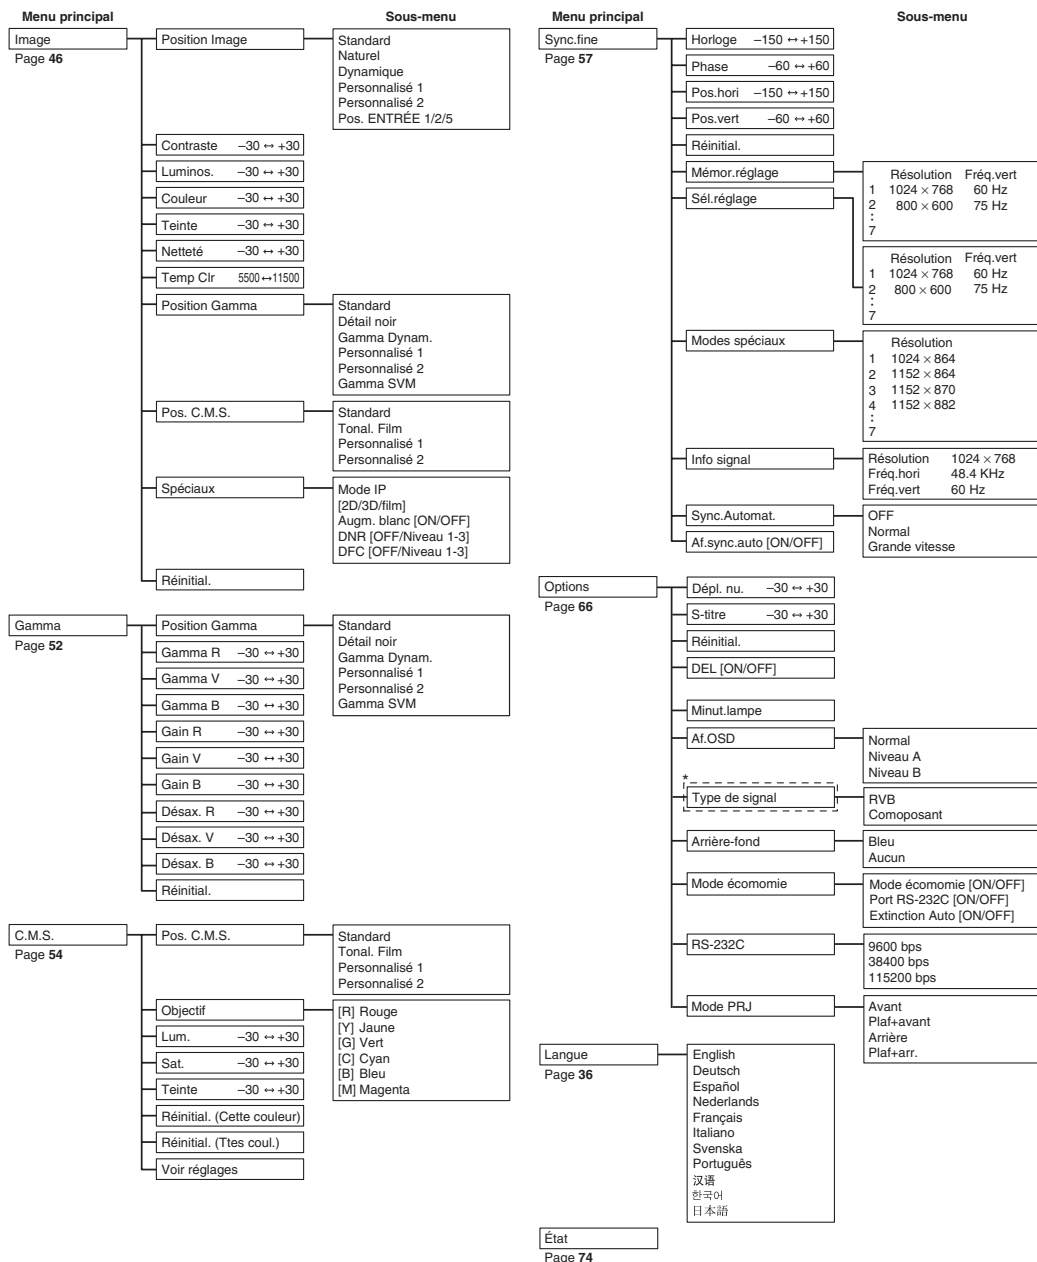 Menu principal
Sous-menu
Image
Page 46
Position Image
Standard
Naturel
Dynamique
Personnalisé 1
Personnalisé 2
Pos. ENTRÉE 1/2/5
Contraste –30 ↔ +30
Luminos. –30 ↔ +30
Couleur –30 ↔ +30
Teinte –30 ↔ +30
Netteté –30 ↔ +30
Temp Clr 5500↔11500
Position Gamma
Standard
Détail noir
Gamma Dynam.
Personnalisé 1
Personnalisé 2
Gamma SVM
Pos. C.M.S.
Standard
Tonal. Film
Personnalisé 1
Personnalisé 2
Spéciaux
Mode IP
[2D/3D/film]
Augm. blanc [ON/OFF]
DNR [OFF/Niveau 1-3]
DFC [OFF/Niveau 1-3]
Réinitial.
Gamma
Page 52
Position Gamma
Standard
Détail noir
Gamma Dynam.
Personnalisé 1
Personnalisé 2
Gamma SVM
Gamma R –30 ↔ +30
Gamma V –30 ↔ +30
Gamma B –30 ↔ +30
Gain R –30 ↔ +30
Gain V –30 ↔ +30
Gain B –30 ↔ +30
Désax. R –30 ↔ +30
Désax. V –30 ↔ +30
Désax. B –30 ↔ +30
Réinitial.
C.M.S.
Page 54
Pos. C.M.S.
Standard
Tonal. Film
Personnalisé 1
Personnalisé 2
Objectif
[R] Rouge
[Y] Jaune
[G] Vert
[C] Cyan
[B] Bleu
[M] Magenta
Lum. –30 ↔ +30
Sat. –30 ↔ +30
Teinte –30 ↔ +30
Réinitial. (Cette couleur)
Réinitial. (Ttes coul.)
Voir réglages
Menu principal
Sous-menu
Sync.fine
Page 57
Horloge –150 ↔ +150
Phase –60 ↔ +60
Pos.hori –150 ↔ +150
Pos.vert –60 ↔ +60
Réinitial.
Mémor.réglage
Résolution Fréq.vert
1 1024 × 768 60 Hz
2 800 × 600 75 Hz
:
7
Sél.réglage
Résolution Fréq.vert
1 1024 × 768 60 Hz
2 800 × 600 75 Hz
:
7
Modes spéciaux
Résolution
1 1024 × 864
2 1152 × 864
3 1152 × 870
4 1152 × 882
:
7
Info signal
Résolution 1024 × 768
Fréq.hori 48.4 KHz
Fréq.vert 60 Hz
Sync.Automat.
OFF
Normal
Grande vitesse
Af.sync.auto [ON/OFF]
Options
Page 66
Dépl. nu. –30 ↔ +30
S-titre –30 ↔ +30
Réinitial.
DEL [ON/OFF]
Minut.lampe
Af.OSD
Normal
Niveau A
Niveau B
*
Type de signal
RVB
Comoposant
Arrière-fond
Bleu
Aucun
Mode écomomie
Mode écomomie [ON/OFF]
Port RS-232C [ON/OFF]
Extinction Auto [ON/OFF]
RS-232C
9600 bps
38400 bps
115200 bps
Mode PRJ
Avant
Plaf+avant
Arrière
Plaf+arr.
Langue
Page 36
English
Deutsch
Español
Nederlands
Français
Italiano
Svenska
Português
汉语
한국어
日本語
État
Page 74